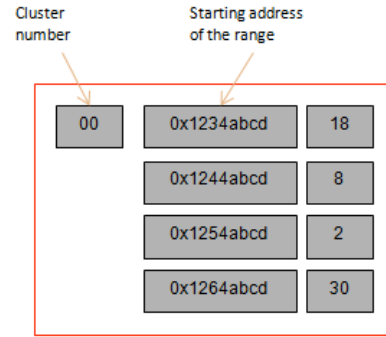 Cluster
number
Starting address
of the range
00 0x1234abcd 18
0x1244abcd 8
0x1254abcd 2
0x1264abcd 30